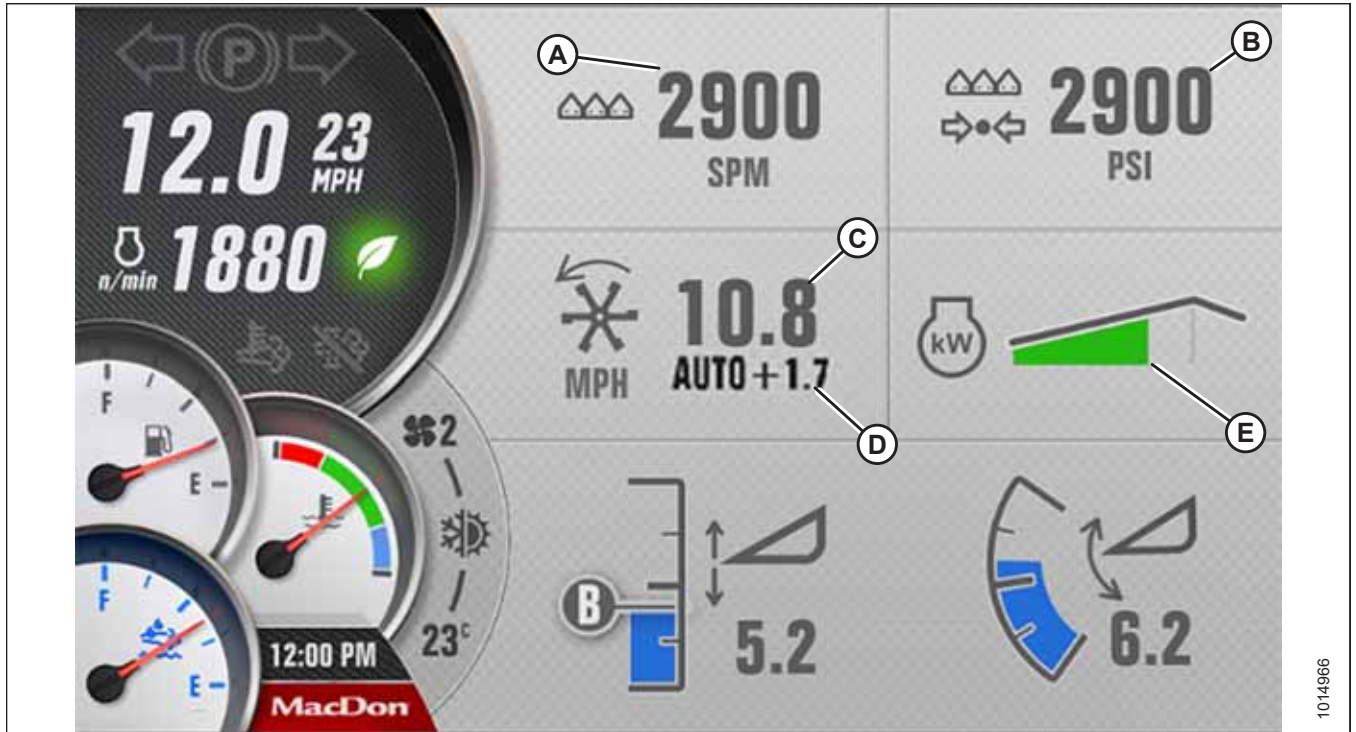 A
B
P
2900
SPM
2900
PSI
12.0 23
MPH
n/min 1880
C
10.8
MPH AUTO+1.7
D
kW
E
F
E
2
23°C
F
E
B
5.2
6.2
12:00 PM
MacDon
1014966